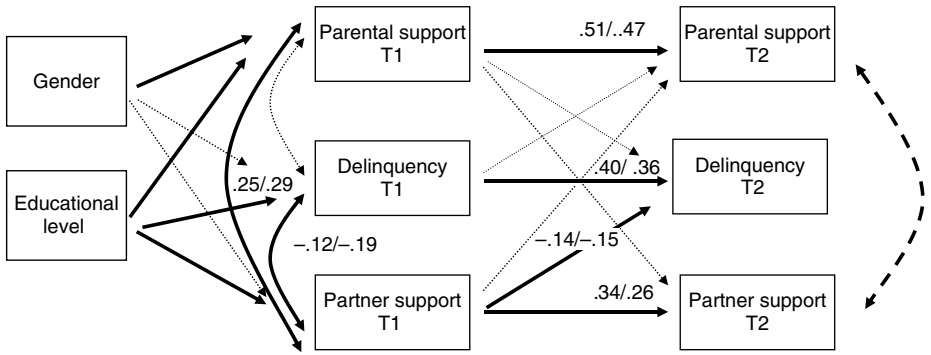 Gender
Educational
level
Parental support
T1
Delinquency
T1
Partner support
T1
.25/.29
–.12/–.19
.51/..47
.40/ .36
–.14/–.15
.34/.26
Parental support
T2
Delinquency
T2
Partner support
T2